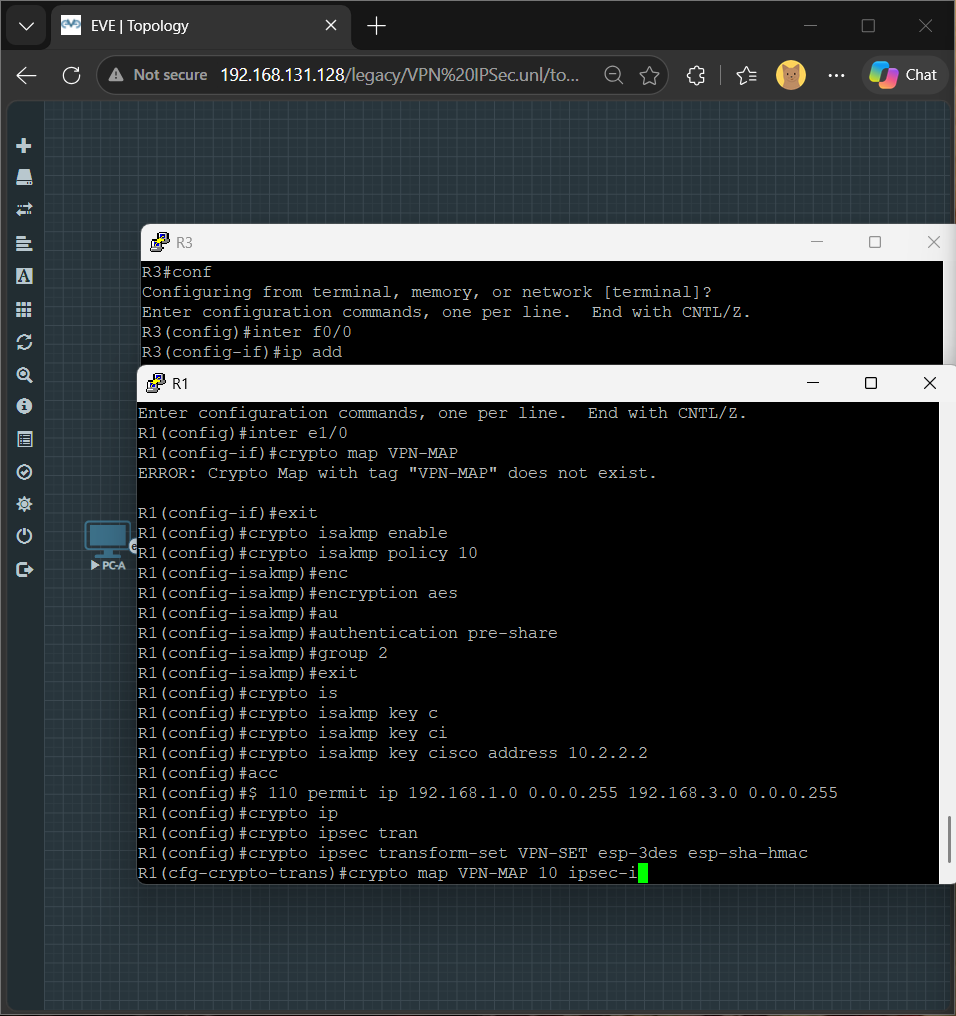 EVE | Topology
Not secure 192.168.131.128/legacy/VPN%20IPSec.unl/to...
Chat
R3
R3#conf
Configuring from terminal, memory, or network [terminal]?
Enter configuration commands, one per line.  End with CNTL/Z.
R3(config)#inter f0/0
R3(config-if)#ip add
R1
Enter configuration commands, one per line.  End with CNTL/Z.
R1(config)#inter e1/0
R1(config-if)#crypto map VPN-MAP
ERROR: Crypto Map with tag "VPN-MAP" does not exist.
R1(config-if)#exit
R1(config)#crypto isakmp enable
R1(config)#crypto isakmp policy 10
R1(config-isakmp)#enc
R1(config-isakmp)#encryption aes
R1(config-isakmp)#au
R1(config-isakmp)#authentication pre-share
R1(config-isakmp)#group 2
R1(config-isakmp)#exit
R1(config)#crypto is
R1(config)#crypto isakmp key c
R1(config)#crypto isakmp key ci
R1(config)#crypto isakmp key cisco address 10.2.2.2
R1(config)#acc
R1(config)#$ 110 permit ip 192.168.1.0 0.0.0.255 192.168.3.0 0.0.0.255
R1(config)#crypto ip
R1(config)#crypto ipsec tran
R1(config)#crypto ipsec transform-set VPN-SET esp-3des esp-sha-hmac
R1(cfg-crypto-trans)#crypto map VPN-MAP 10 ipsec-i
PC-A